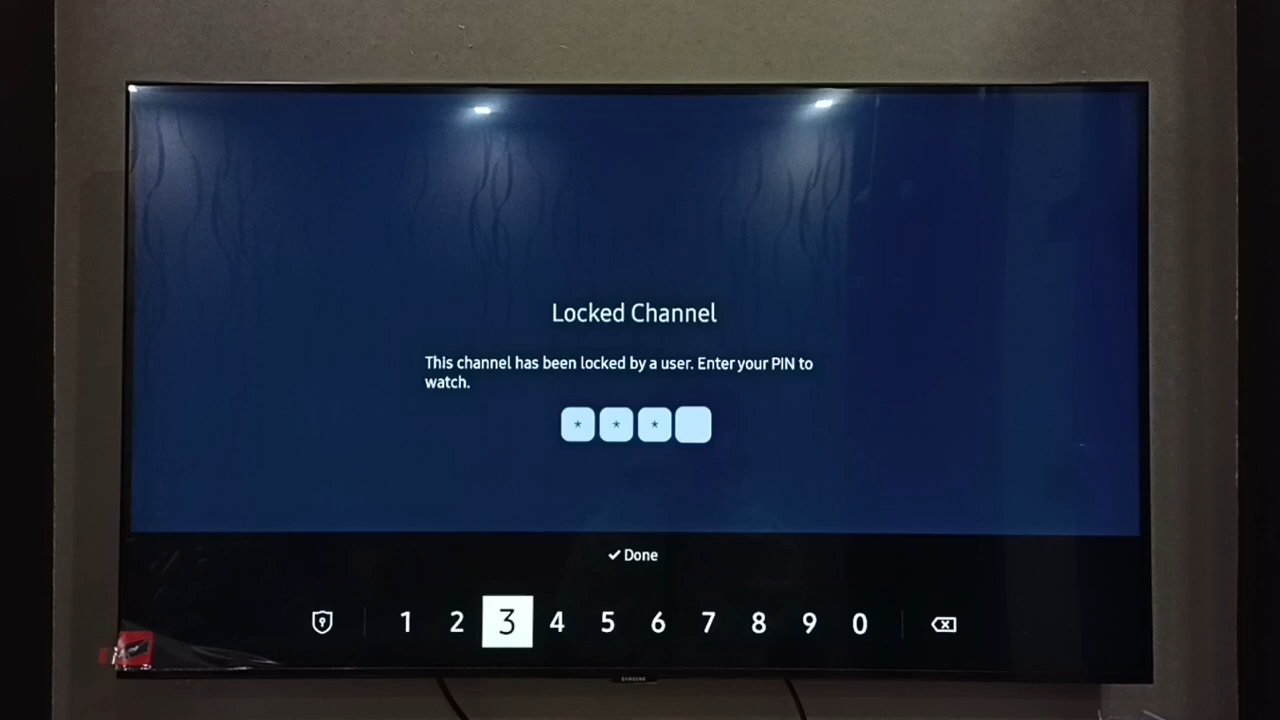 Locked Channel
This channel has been locked by a user. Enter your PIN to
watch.
* * *
Done
1 2 3 4 5 6 7 8 9 0
SAMSUNG